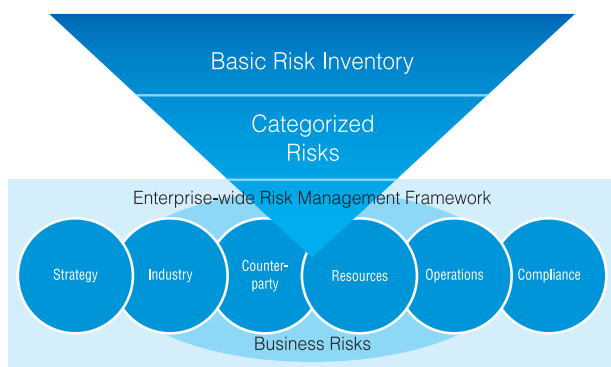 Basic Risk Inventory
Categorized
Risks
Enterprise-wide Risk Management Framework
Strategy
Industry
Counter-
party
Resources
Operations
Compliance
Business Risks